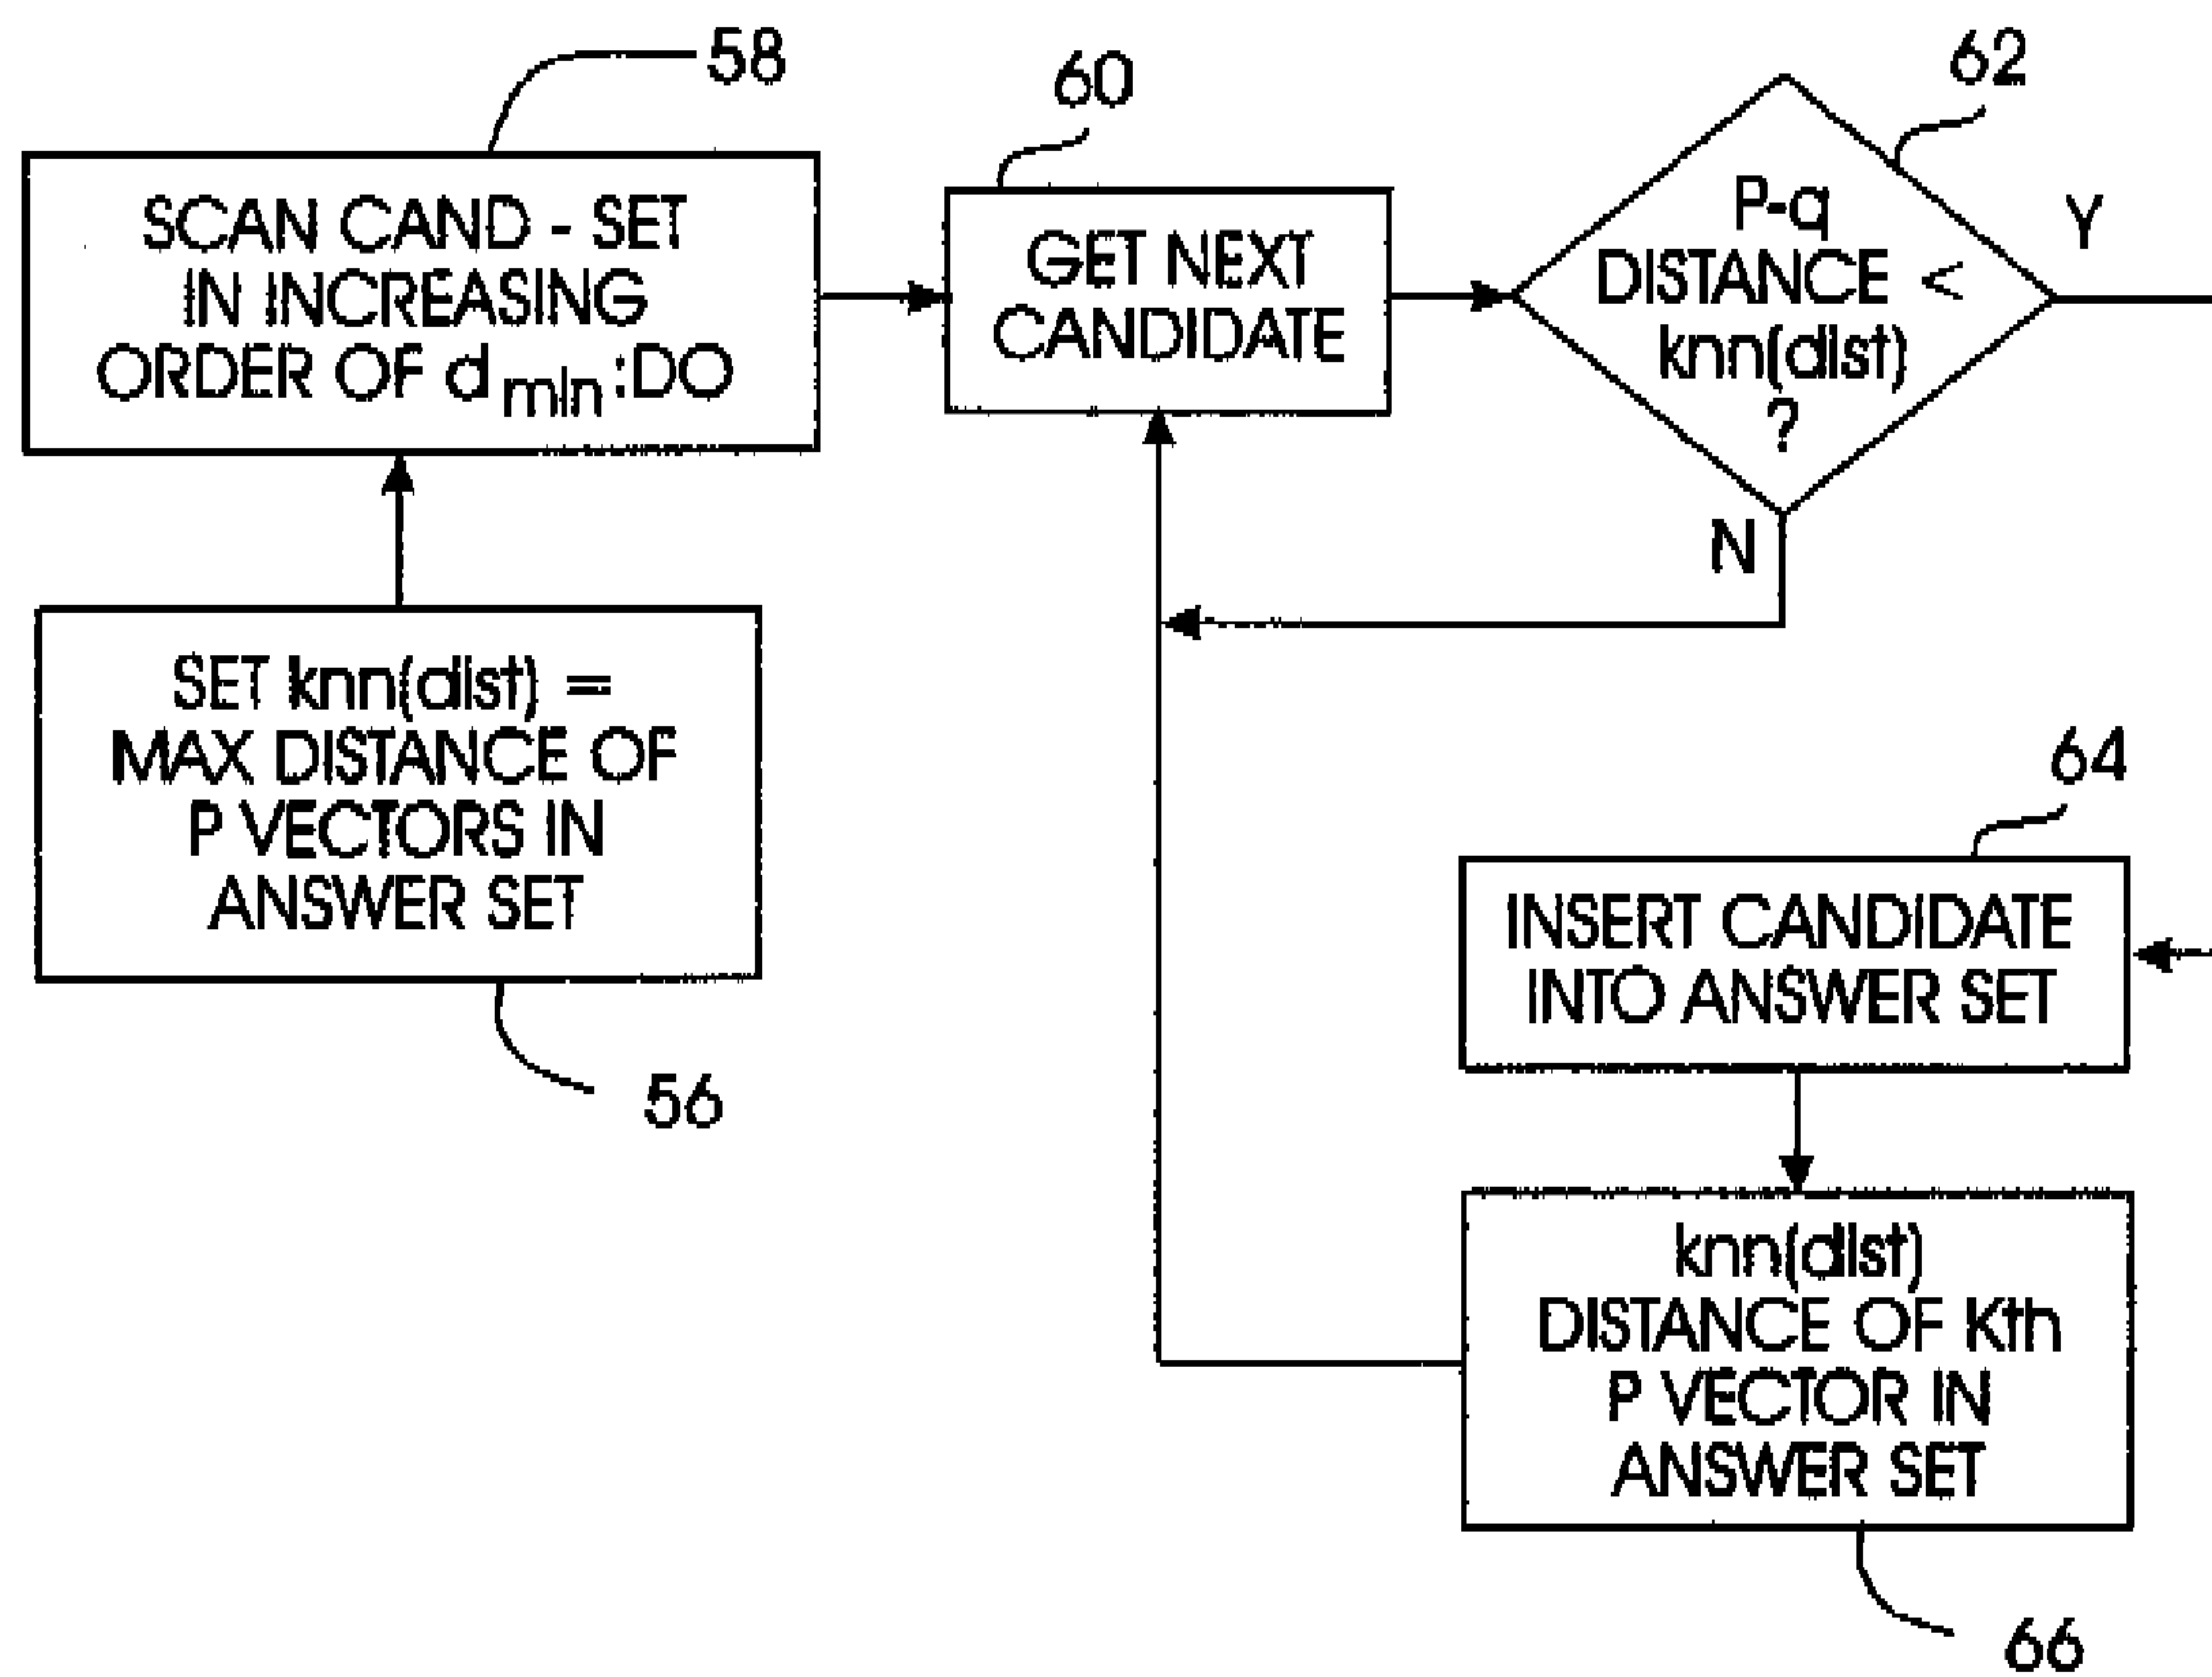 58
SCAN CAND - SET
IN INCREASING
ORDER OF d min :DO
60
GET NEXT
CANDIDATE
62
P-q
DISTANCE <
knn(dist)
?
Y
N
SET knn(dist) =
MAX DISTANCE OF
P VECTORS IN
ANSWER SET
56
64
INSERT CANDIDATE
INTO ANSWER SET
knn(dist)
DISTANCE OF Kth
P VECTOR IN
ANSWER SET
66